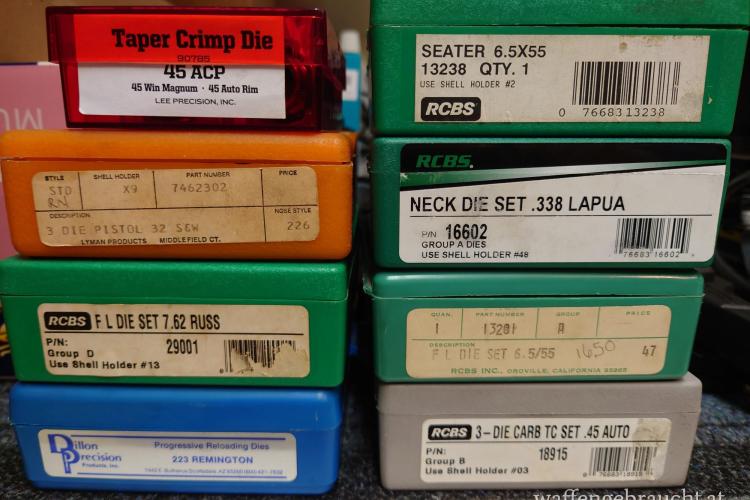 Taper Crimp Die
90785
45 ACP
45 Win Magnum · 45 Auto Rim
LEE PRECISION, INC.
STYLE SHELL HOLDER PART NUMBER PRICE
STD X9 7462302
RN
DESCRIPTION NOSE STYLE
3 DIE PISTOL 32 S&W 226
LYMAN PRODUCTS MIDDLEFIELD CT.
RCBS F L DIE SET 7.62 RUSS
P/N: 29001
Group D
Use Shell Holder #13
Dillon Precision Products, Inc.
Progressive Reloading Dies
223 REMINGTON
SEATER 6.5X55
13238 QTY. 1
USE SHELL HOLDER #2
RCBS
0 76683 13238
RCBS.
NECK DIE SET .338 LAPUA
P/N 16602
GROUP A DIES
USE SHELL HOLDER #48
76683 16602
QUAN. PART NUMBER GROUP PRICE
1 13201 A
DESCRIPTION
F L DIE SET 6.5/55 1650 47
RCBS INC., OROVILLE, CALIFORNIA 95965
RCBS 3-DIE CARB TC SET .45 AUTO
P/N: 18915
Group B
Use Shell Holder #03
waffengebraucht.at